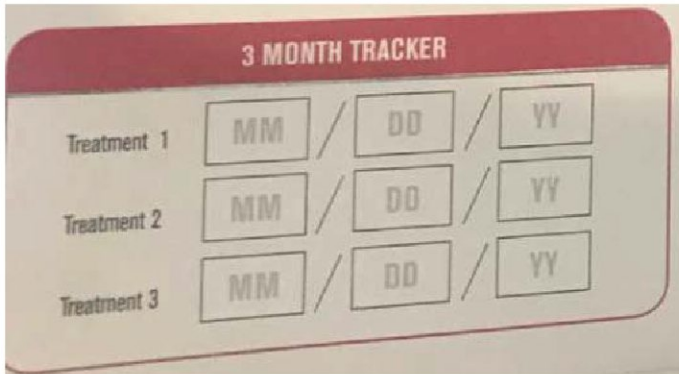 3 MONTH TRACKER
Treatment 1 MM / DD / YY
Treatment 2 MM / DD / YY
Treatment 3 MM / DD / YY